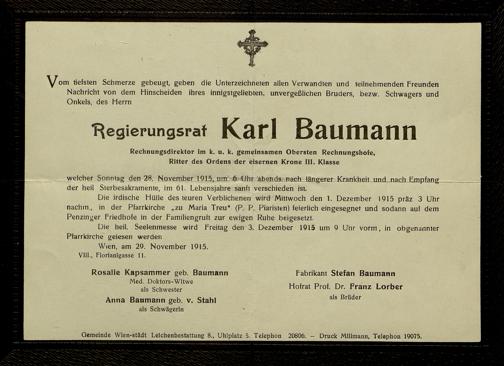 Vom tiefsten Schmerze gebeugt, geben die Unterzeichneten allen Verwandten und teilnehmenden Freunden
Nachricht von dem Hinscheiden ihres innigstgeliebten, unvergeßlichen Bruders, bezw. Schwagers und
Onkels, des Herrn
Regierungsrat Karl Baumann
Rechnungsdirektor im k. u. k. gemeinsamen Obersten Rechnungshofe,
Ritter des Ordens der eisernen Krone III. Klasse
welcher Sonntag den 28. November 1915, um 6 Uhr abends nach längerer Krankheit und nach Empfang
der heil Sterbesakramente, im 61. Lebensjahre sanft verschieden ist.
Die irdische Hülle des teuren Verblichenen wird Mittwoch den 1. Dezember 1915 präz 3 Uhr
nachm., in der Pfarrkirche „zu Maria Treu" (P. P. Piaristen) feierlich eingesegnet und sodann auf dem
Penzinger Friedhofe in der Familiengruft zur ewigen Ruhe beigesetzt.
Die heil. Seelenmesse wird Freitag den 3. Dezember 1915 um 9 Uhr vorm., in obgenannter
Pfarrkirche gelesen werden
Wien, am 29. November 1915.
VIII., Florianigasse 11.
Rosalie Kapsammer geb. Baumann
Med. Doktors-Witwe
als Schwester
Anna Baumann geb. v. Stahl
als Schwägerin
Fabrikant Stefan Baumann
Hofrat Prof. Dr. Franz Lorber
als Brüder
Gemeinde Wien-städt Leichenbestattung 8., Uhlplatz 5. Telephon 20806. — Druck Millmann, Telephon 19075.